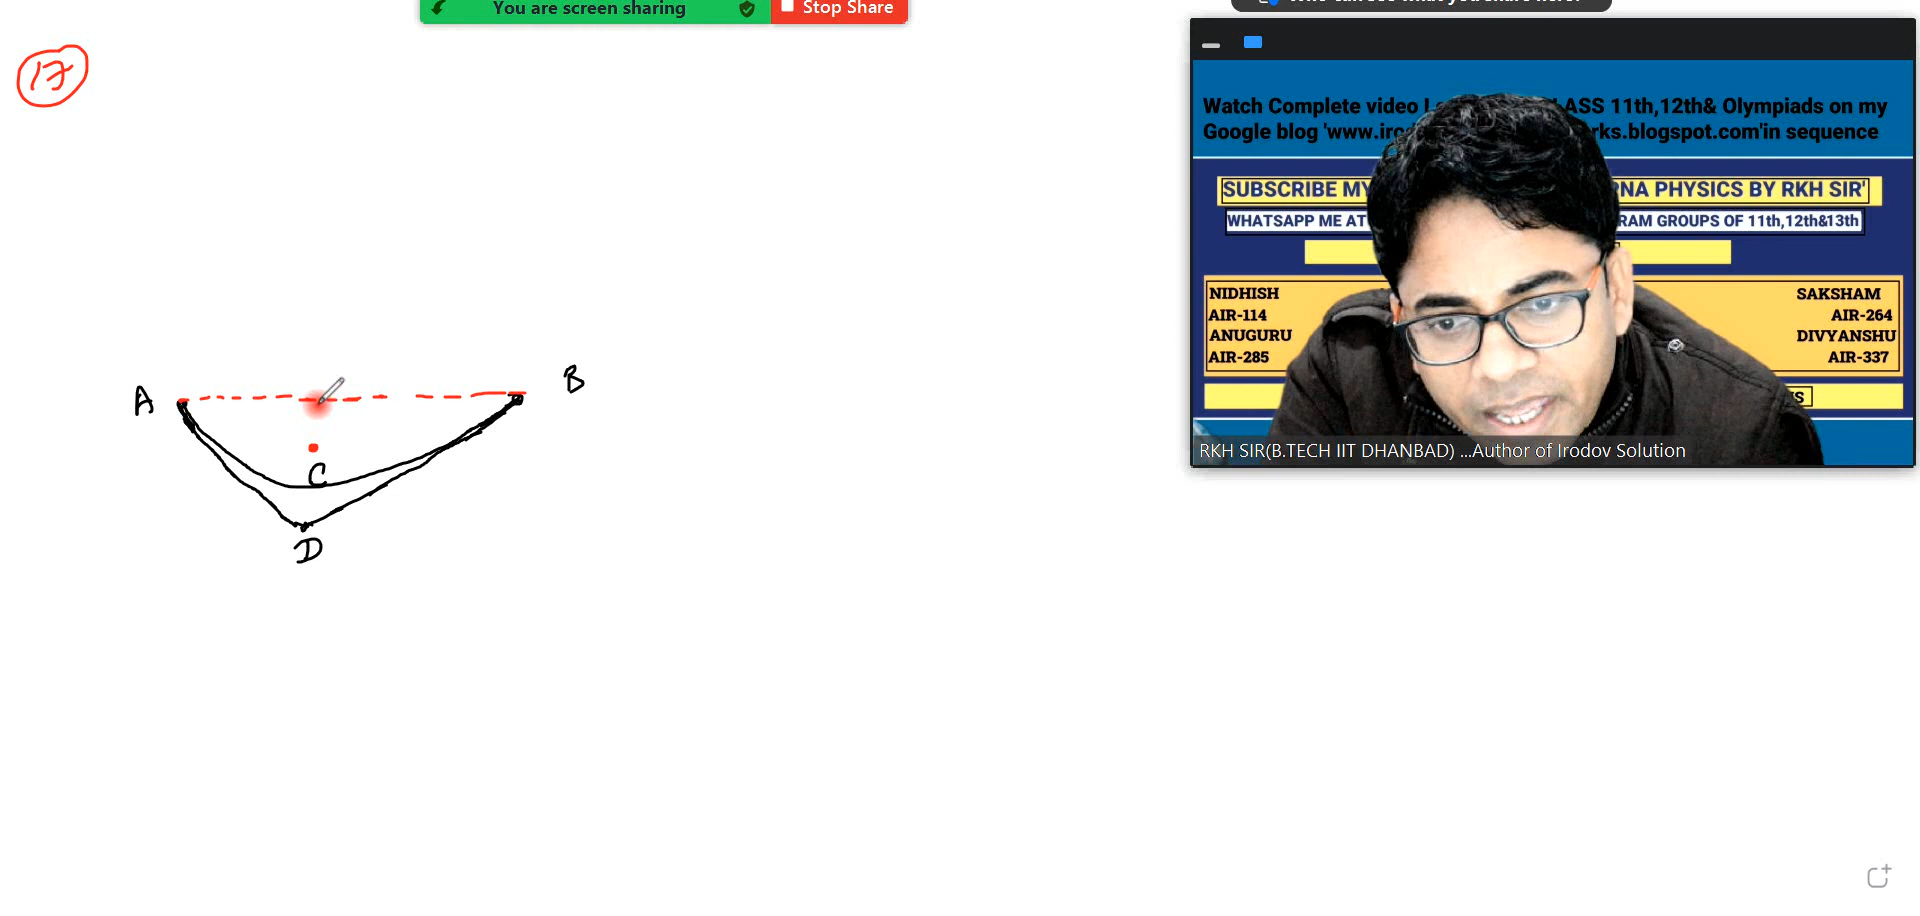 You are screen sharing
Stop Share
17
Watch Complete video ASS 11th,12th& Olympiads on my
Google blog 'www.iro rks.blogspot.com'in sequence
SUBSCRIBE MY RNA PHYSICS BY RKH SIR'
WHATSAPP ME AT RAM GROUPS OF 11th,12th&13th
NIDHISH SAKSHAM
AIR-114 AIR-264
ANUGURU DIVYANSHU
AIR-285 AIR-337
RKH SIR(B.TECH IIT DHANBAD) ...Author of Irodov Solution
A
B
C
D